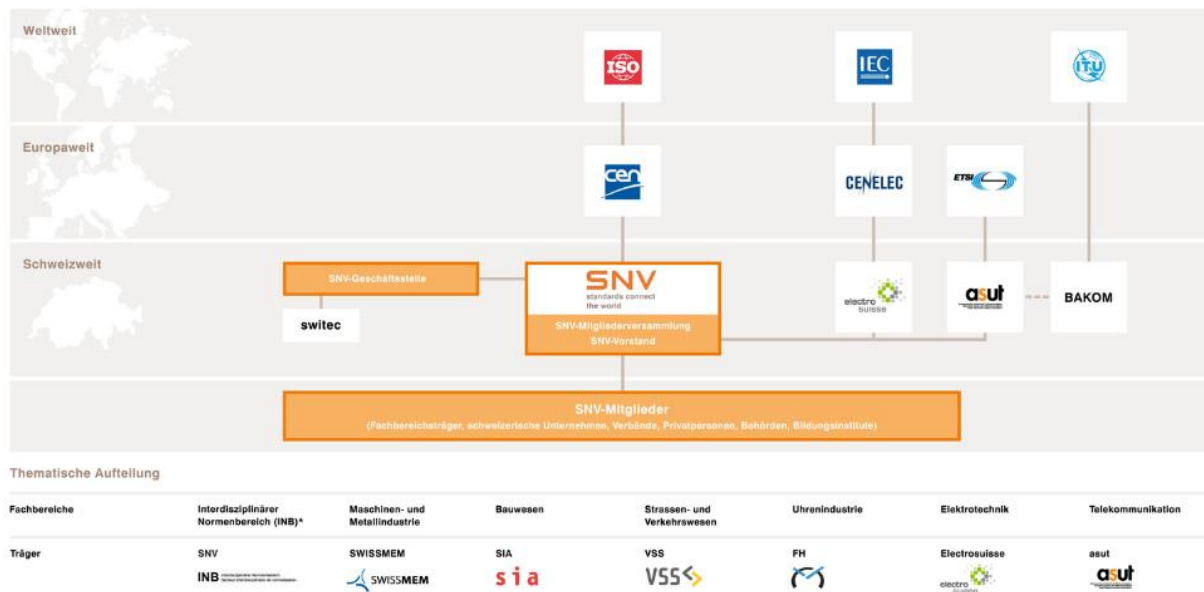 Weltweit
ISO
IEC
ITU
Europaweit
cen
CENELEC
ETSI
Schweizweit
SNV-Geschäftsstelle
switec
SNV
standards connect
the world
SNV-Mitgliederversammlung
SNV-Vorstand
electro
suisse
asut
BAKOM
SNV-Mitglieder
(Fachbereichsträger, schweizerische Unternehmen, Verbände, Privatpersonen, Behörden, Bildungsinstitute)
Thematische Aufteilung
Fachbereiche
Interdisziplinärer
Normenbereich (INB)*
Maschinen- und
Metallindustrie
Bauwesen
Strassen- und
Verkehrswesen
Uhrenindustrie
Elektrotechnik
Telekommunikation
Träger
SNV
SWISSMEM
SIA
VSS
FH
Electrosuisse
asut
INB
SWISSMEM
sia
VSS
electro
suisse
asut